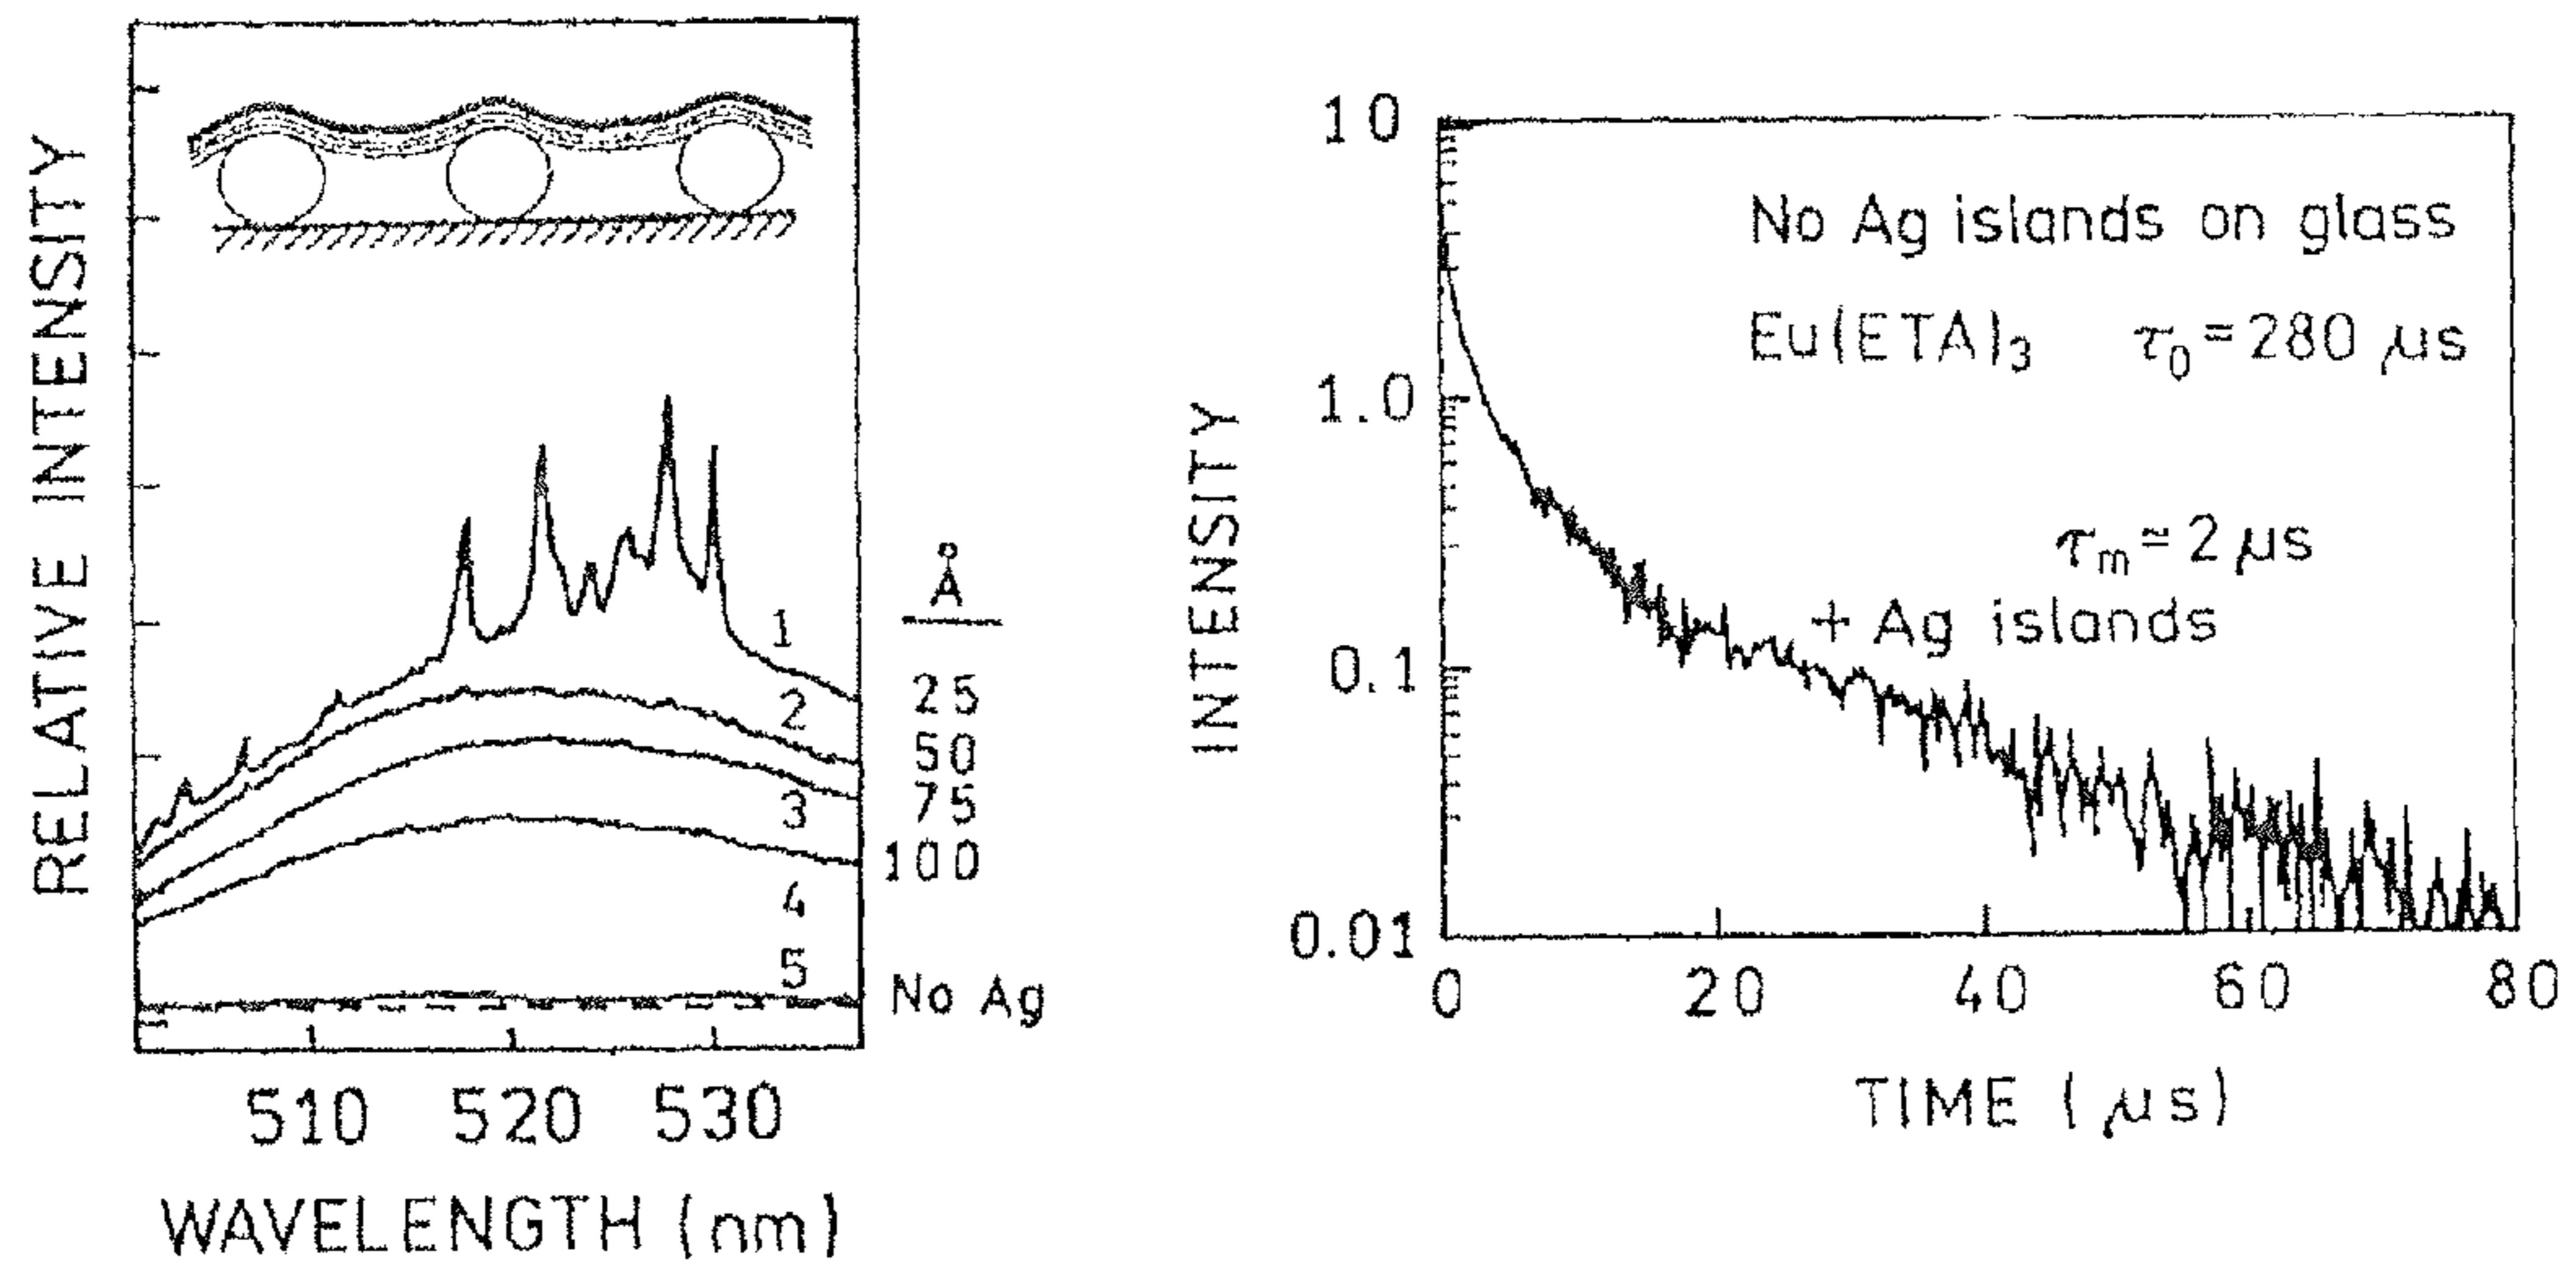 RELATIVE INTENSITY
1
2
3
4
5
Å
25
50
75
100
No Ag
510 520 530
WAVELENGTH (nm)
INTENSITY
10
1.0
0.1
0.01
No Ag islands on glass
Eu(ETA)₃ τ₀ = 280 μs
τₘ ≃ 2 μs
+ Ag islands
0 20 40 60 80
TIME (μs)